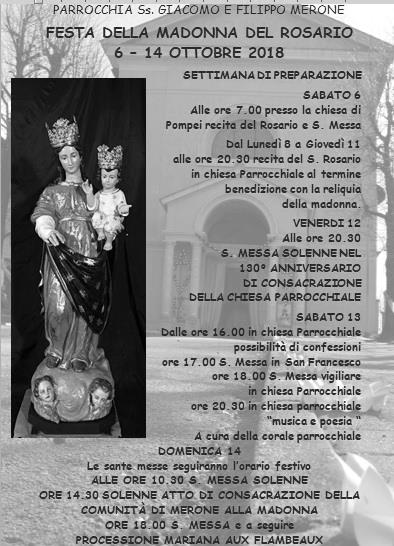 PARROCCHIA Ss. GIACOMO E FILIPPO MERONE
FESTA DELLA MADONNA DEL ROSARIO
6 – 14 OTTOBRE 2018
SETTIMANA DI PREPARAZIONE
SABATO 6
Alle ore 7.00 presso la chiesa di
Pompei recita del Rosario e S. Messa
Dal Lunedì 8 a Giovedì 11
alle ore 20.30 recita del S. Rosario
in chiesa Parrocchiale al termine
benedizione con la reliquia
della madonna.
VENERDI 12
Alle ore 20.30
S. MESSA SOLENNE NEL
130° ANNIVERSARIO
DI CONSACRAZIONE
DELLA CHIESA PARROCCHIALE
SABATO 13
Dalle ore 16.00 in chiesa Parrocchiale
possibilità di confessioni
ore 17.00 S. Messa in San Francesco
ore 18.00 S. Messa vigiliare
in chiesa Parrocchiale
ore 20.30 in chiesa parrocchiale
"musica e poesia "
A cura della corale parrocchiale
DOMENICA 14
Le sante messe seguiranno l'orario festivo
ALLE ORE 10.30 S. MESSA SOLENNE
ORE 14.30 SOLENNE ATTO DI CONSACRAZIONE DELLA
COMUNITÀ DI MERONE ALLA MADONNA
ORE 18.00 S. MESSA e a seguire
PROCESSIONE MARIANA AUX FLAMBEAUX